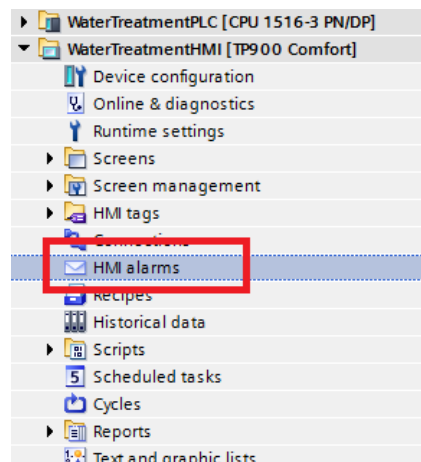 WaterTreatmentPLC [CPU 1516-3 PN/DP]
WaterTreatmentHMI [TP900 Comfort]
Device configuration
Online & diagnostics
Runtime settings
Screens
Screen management
HMI tags
Connections
HMI alarms
Recipes
Historical data
Scripts
Scheduled tasks
Cycles
Reports
Text and graphic lists